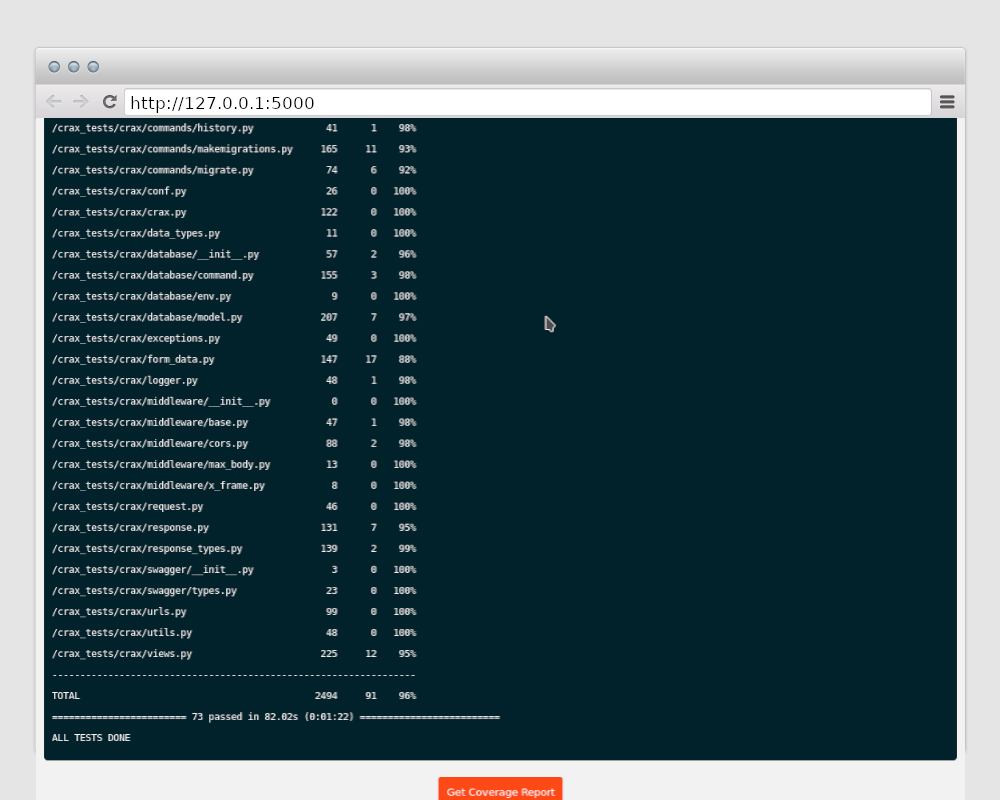 http://127.0.0.1:5000
/crax_tests/crax/commands/history.py 41 1 98%
/crax_tests/crax/commands/makemigrations.py 165 11 93%
/crax_tests/crax/commands/migrate.py 74 6 92%
/crax_tests/crax/conf.py 26 0 100%
/crax_tests/crax/crax.py 122 0 100%
/crax_tests/crax/data_types.py 11 0 100%
/crax_tests/crax/database/__init__.py 57 2 96%
/crax_tests/crax/database/command.py 155 3 98%
/crax_tests/crax/database/env.py 9 0 100%
/crax_tests/crax/database/model.py 207 7 97%
/crax_tests/crax/exceptions.py 49 0 100%
/crax_tests/crax/form_data.py 147 17 88%
/crax_tests/crax/logger.py 48 1 98%
/crax_tests/crax/middleware/__init__.py 0 0 100%
/crax_tests/crax/middleware/base.py 47 1 98%
/crax_tests/crax/middleware/cors.py 88 2 98%
/crax_tests/crax/middleware/max_body.py 13 0 100%
/crax_tests/crax/middleware/x_frame.py 8 0 100%
/crax_tests/crax/request.py 46 0 100%
/crax_tests/crax/response.py 131 7 95%
/crax_tests/crax/response_types.py 139 2 99%
/crax_tests/crax/swagger/__init__.py 3 0 100%
/crax_tests/crax/swagger/types.py 23 0 100%
/crax_tests/crax/urls.py 99 0 100%
/crax_tests/crax/utils.py 48 0 100%
/crax_tests/crax/views.py 225 12 95%
-----------------------------------------------------------------
TOTAL 2494 91 96%
======================== 73 passed in 82.02s (0:01:22) =========================
ALL TESTS DONE
Get Coverage Report